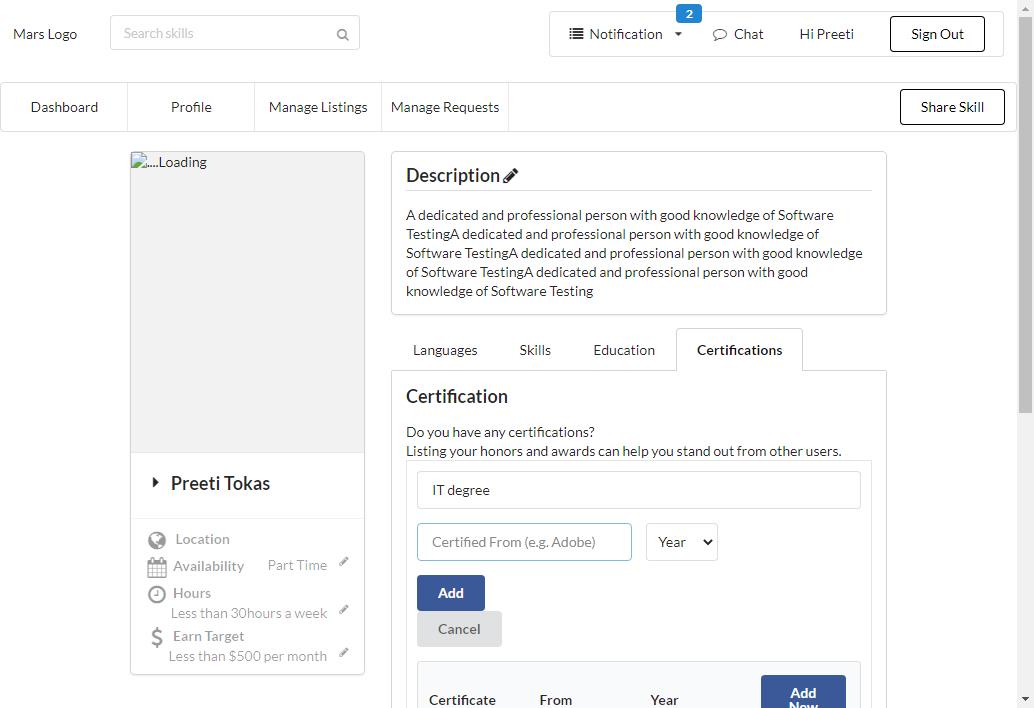 Mars Logo
Search skills
Notification
2
Chat
Hi Preeti
Sign Out
Dashboard
Profile
Manage Listings
Manage Requests
Share Skill
....Loading
Preeti Tokas
Location
Availability
Part Time
Hours
Less than 30hours a week
Earn Target
Less than $500 per month
Description
A dedicated and professional person with good knowledge of Software
TestingA dedicated and professional person with good knowledge of
Software TestingA dedicated and professional person with good knowledge
of Software TestingA dedicated and professional person with good
knowledge of Software Testing
Languages
Skills
Education
Certifications
Certification
Do you have any certifications?
Listing your honors and awards can help you stand out from other users.
IT degree
Certified From (e.g. Adobe)
Year
Add
Cancel
Certificate
From
Year
Add
New